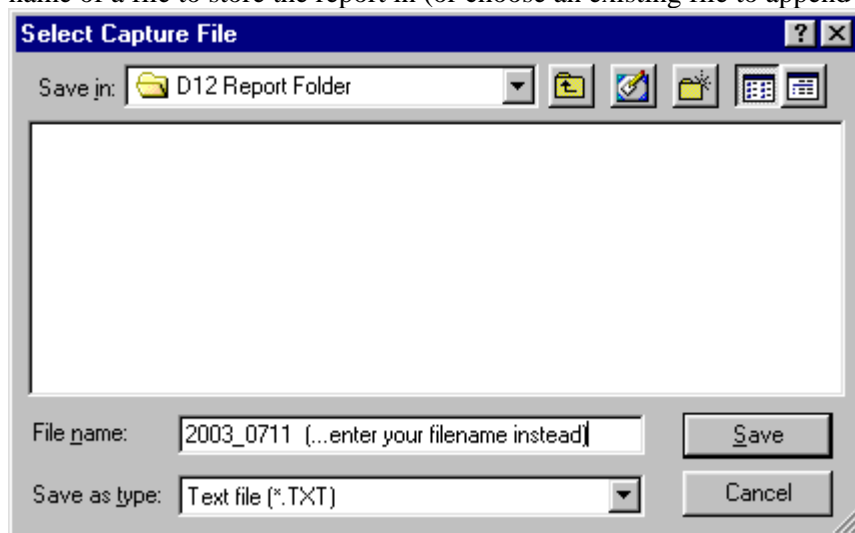 name of a file to store the report in (or choose an existing file to append
Select Capture File
Save in: D12 Report Folder
File name: 2003_0711 (...enter your filename instead) Save
Save as type: Text file (*.TXT) Cancel